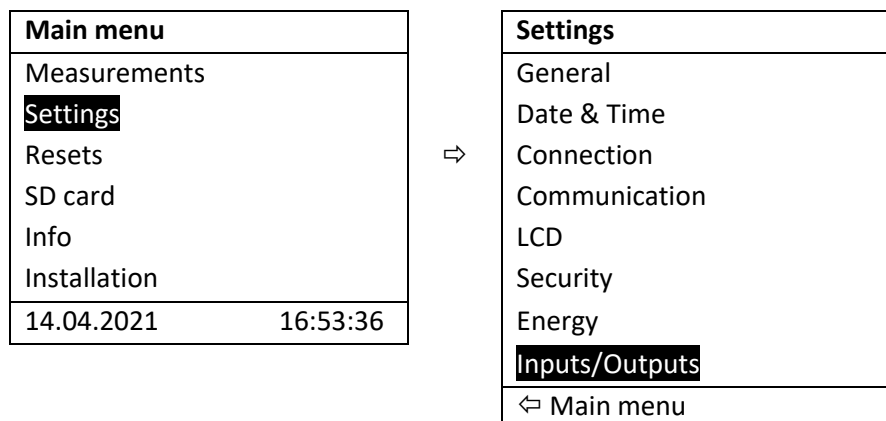 Main menu
Measurements
Settings
Resets
SD card
Info
Installation
14.04.2021 16:53:36
⇨
Settings
General
Date & Time
Connection
Communication
LCD
Security
Energy
Inputs/Outputs
⇦ Main menu